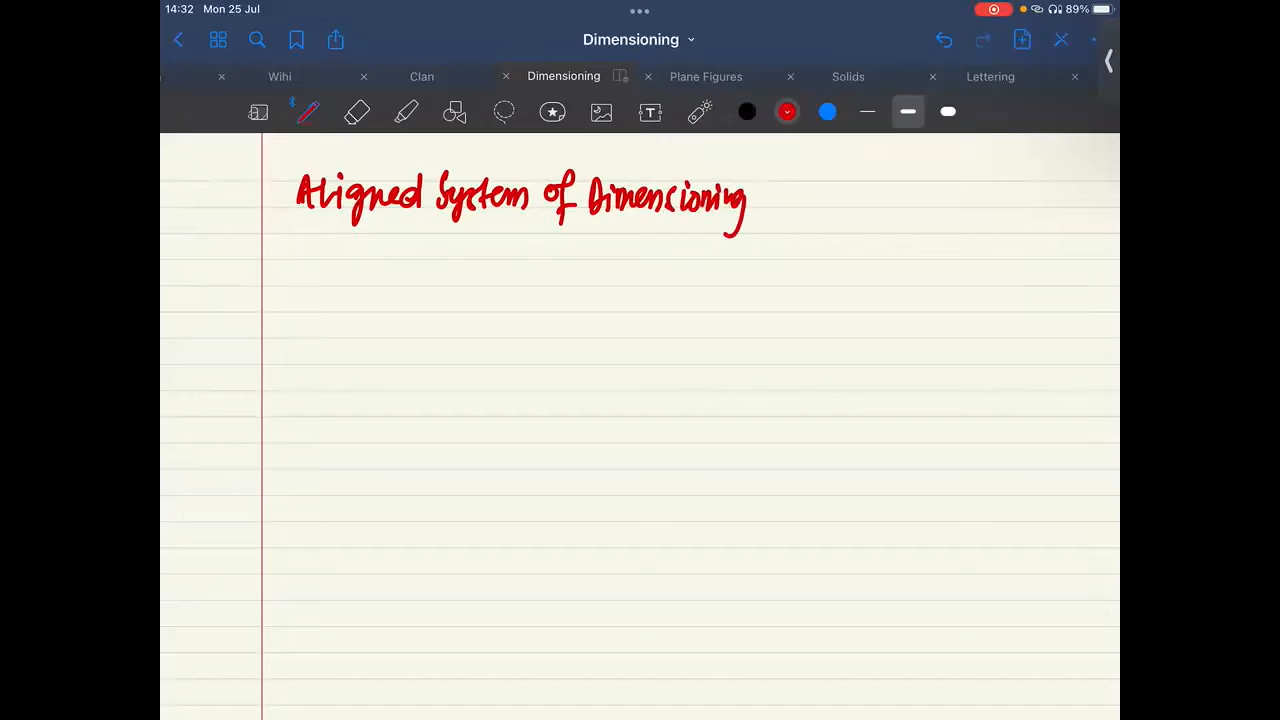 14:32 Mon 25 Jul 89%
Dimensioning
Wihi Clan Dimensioning Plane Figures Solids Lettering
Aligned System of Dimensioning